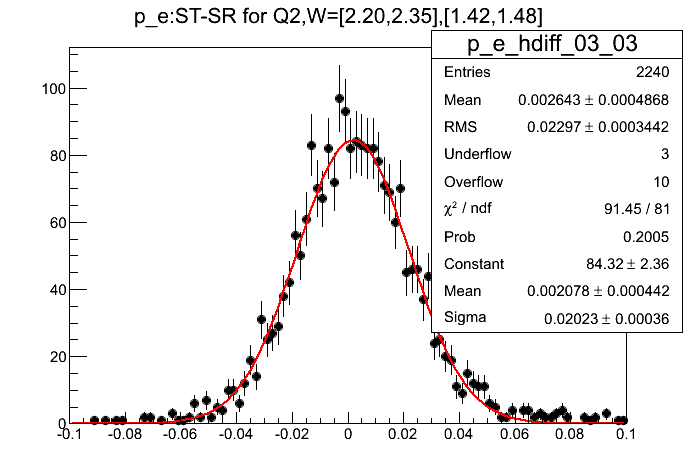 p_e:ST-SR for Q2,W=[2.20,2.35],[1.42,1.48]
p_e_hdiff_03_03
Entries 2240
Mean 0.002643 ± 0.0004868
RMS 0.02297 ± 0.0003442
Underflow 3
Overflow 10
χ² / ndf 91.45 / 81
Prob 0.2005
Constant 84.32 ± 2.36
Mean 0.002078 ± 0.000442
Sigma 0.02023 ± 0.00036
100
80
60
40
20
0
-0.1 -0.08 -0.06 -0.04 -0.02 0 0.02 0.04 0.06 0.08 0.1